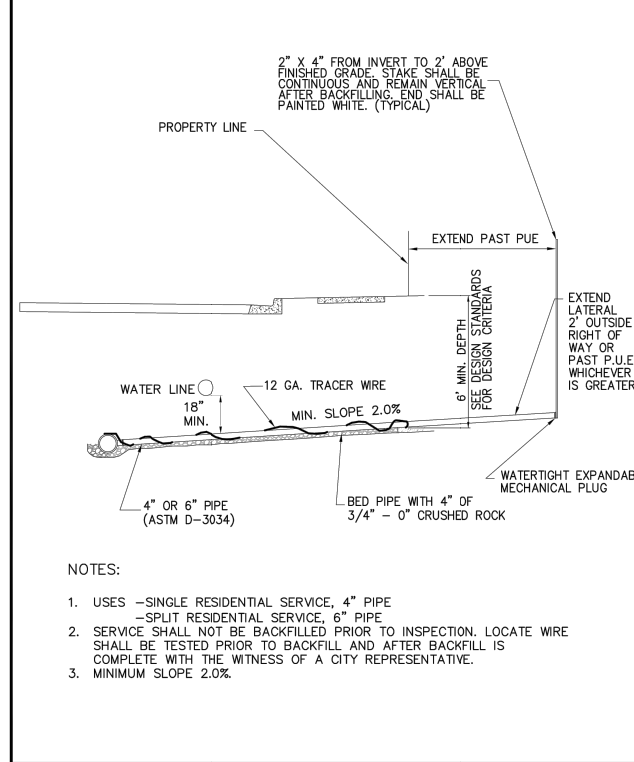 2" X 4" FROM INVERT TO 2' ABOVE
FINISHED GRADE. STAKE SHALL BE
CONTINUOUS AND REMAIN VERTICAL
AFTER BACKFILLING. END SHALL BE
PAINTED WHITE. (TYPICAL)
PROPERTY LINE
EXTEND PAST PUE
6' MIN. DEPTH
SEE DESIGN STANDARDS
FOR DESIGN CRITERIA
EXTEND
LATERAL
2' OUTSIDE
RIGHT OF
WAY OR
PAST P.U.E
WHICHEVER
IS GREATER
WATER LINE
18"
MIN.
12 GA. TRACER WIRE
MIN. SLOPE 2.0%
WATERTIGHT EXPANDAB
MECHANICAL PLUG
4" OR 6" PIPE
(ASTM D-3034)
BED PIPE WITH 4" OF
3/4" - 0" CRUSHED ROCK
NOTES:
1. USES -SINGLE RESIDENTIAL SERVICE, 4" PIPE
-SPLIT RESIDENTIAL SERVICE, 6" PIPE
2. SERVICE SHALL NOT BE BACKFILLED PRIOR TO INSPECTION. LOCATE WIRE
SHALL BE TESTED PRIOR TO BACKFILL AND AFTER BACKFILL IS
COMPLETE WITH THE WITNESS OF A CITY REPRESENTATIVE.
3. MINIMUM SLOPE 2.0%.